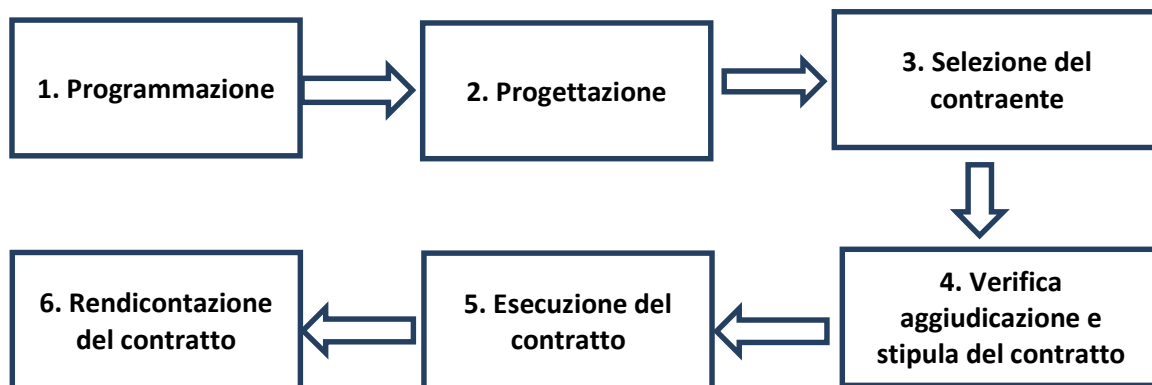 1. Programmazione
2. Progettazione
3. Selezione del
contraente
4. Verifica
aggiudicazione e
stipula del contratto
5. Esecuzione del
contratto
6. Rendicontazione
del contratto